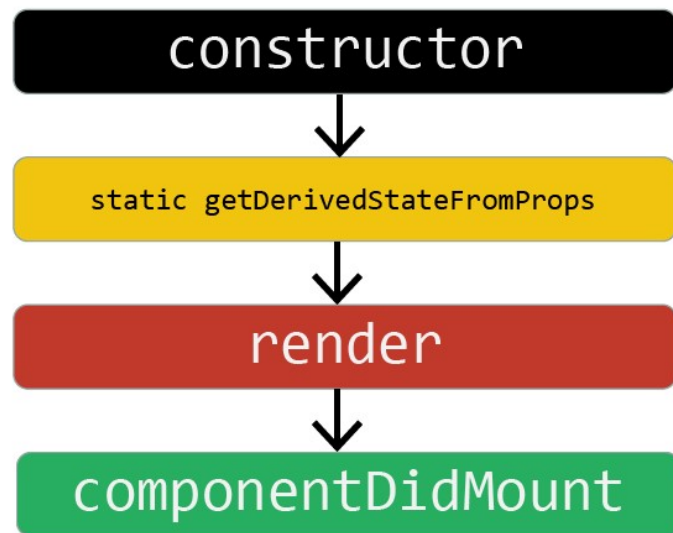 constructor
static getDerivedStateFromProps
render
componentDidMount